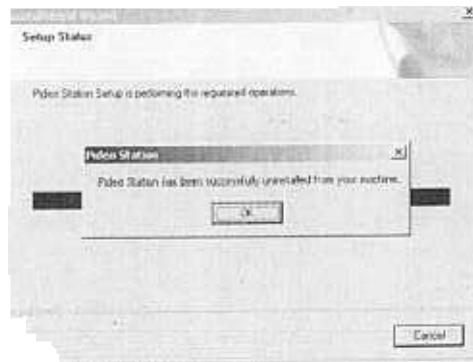 Setup Status
Pideo Station Setup is performing the requested operations.
Pideo Station
Pideo Station has been successfully uninstalled from your machine.
OK
Cancel